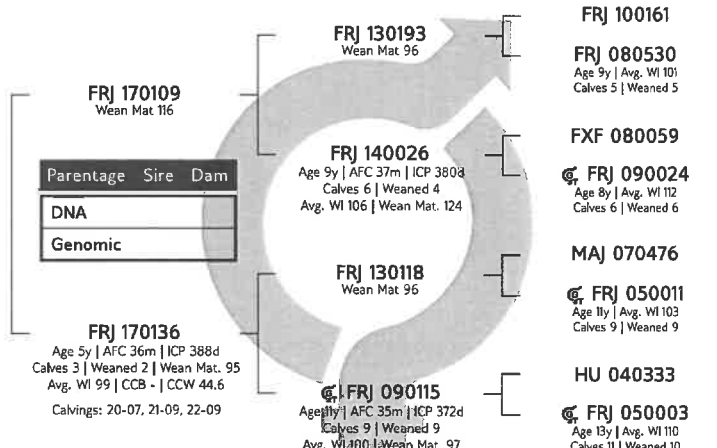 FRJ 170109
Wean Mat 116
Parentage Sire Dam
DNA
Genomic
FRJ 170136
Age 5y | AFC 36m | ICP 388d
Calves 3 | Weaned 2 | Wean Mat. 95
Avg. WI 99 | CCB - | CCW 44.6
Calvings: 20-07, 21-09, 22-09
FRJ 130193
Wean Mat 96
FRJ 140026
Age 9y | AFC 37m | ICP 380d
Calves 6 | Weaned 4
Avg. WI 106 | Wean Mat. 124
FRJ 130118
Wean Mat 96
FRJ 090115
Age 11y | AFC 35m | ICP 372d
Calves 9 | Weaned 9
Avg. WI 100 | Wean Mat. 97
FRJ 100161
FRJ 080530
Age 9y | Avg. WI 101
Calves 5 | Weaned 5
FXF 080059
FRJ 090024
Age 8y | Avg. WI 112
Calves 6 | Weaned 6
MAJ 070476
FRJ 050011
Age 11y | Avg. WI 103
Calves 9 | Weaned 9
HU 040333
FRJ 050003
Age 13y | Avg. WI 110
Calves 11 | Weaned 10